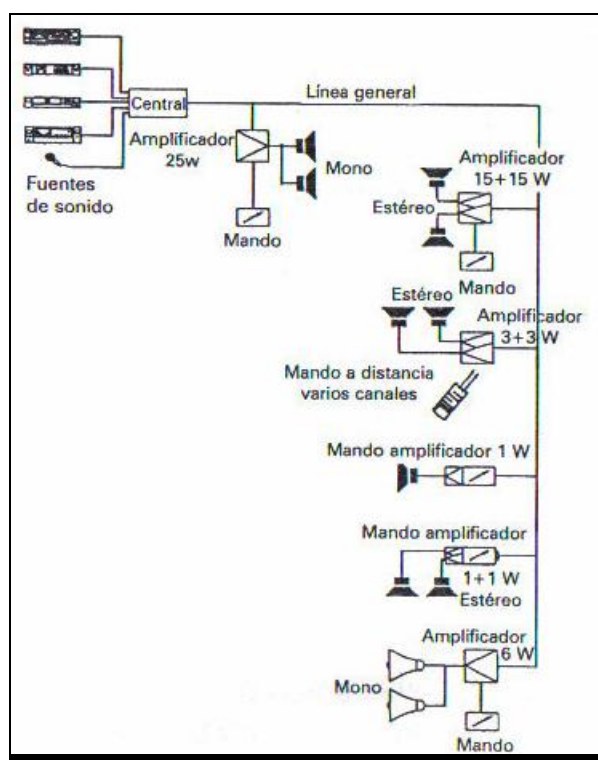 Central
Línea general
Amplificador
25w
Mono
Fuentes
de sonido
Mando
Amplificador
15+15 W
Estéreo
Mando
Estéreo
Amplificador
3+3 W
Mando a distancia
varios canales
Mando amplificador 1 W
Mando amplificador
1+1 W
Estéreo
Amplificador
6 W
Mono
Mando